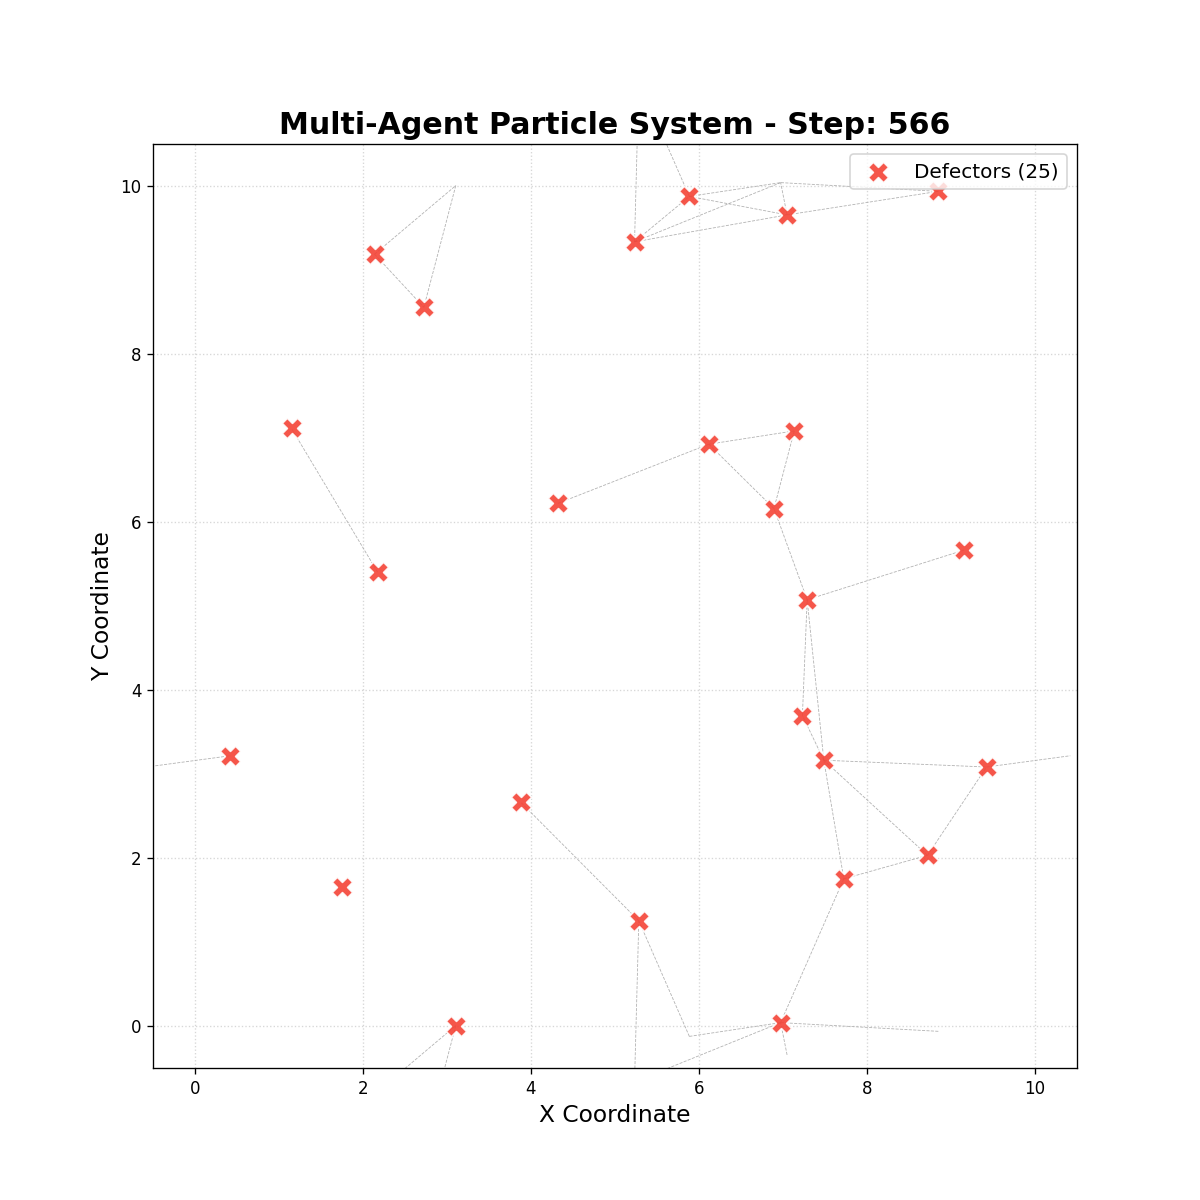 Multi-Agent Particle System - Step: 566
Defectors (25)
10
8
6
4
2
0
Y Coordinate
0 2 4 6 8 10
X Coordinate